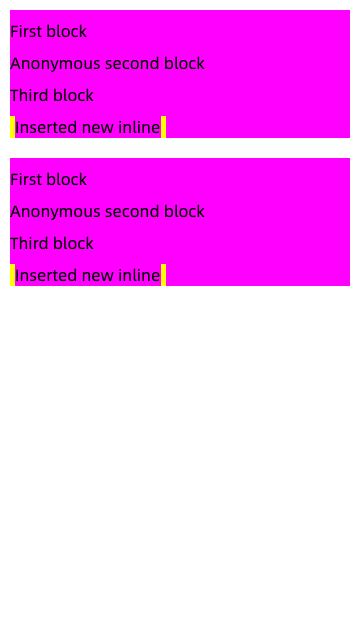 First block
Anonymous second block
Third block
Inserted new inline
First block
Anonymous second block
Third block
Inserted new inline